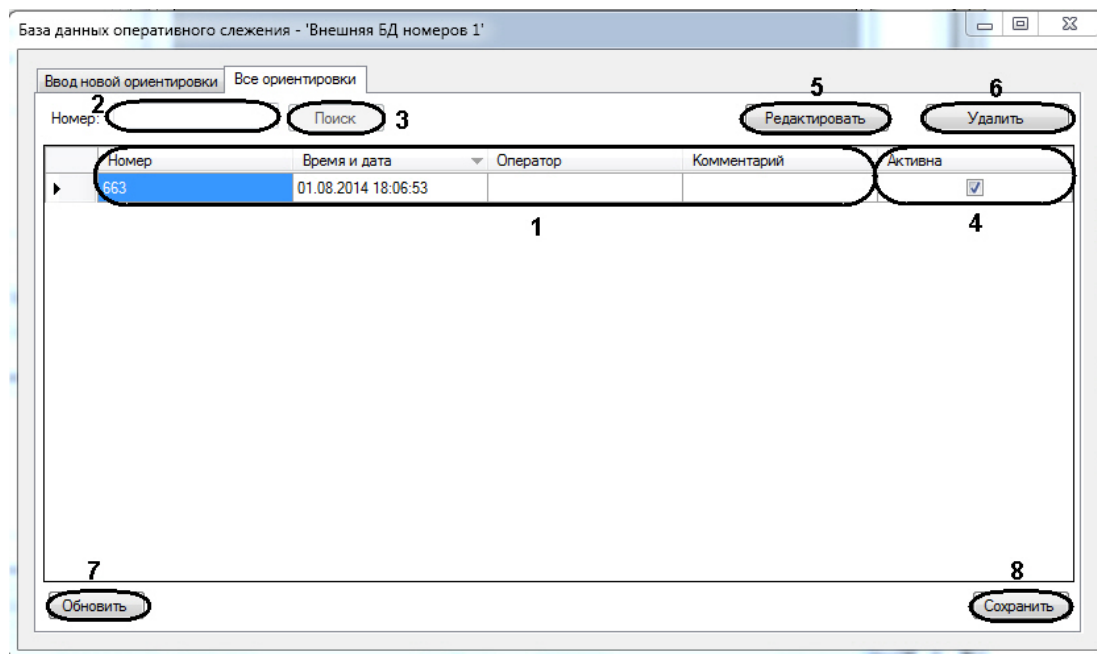 База данных оперативного слежения - 'Внешняя БД номеров 1'
Ввод новой ориентировки Все ориентировки
5 6
2
Номер: Поиск 3 Редактировать Удалить
Номер Время и дата Оператор Комментарий Активна
663 01.08.2014 18:06:53
1 4
7 8
Обновить Сохранить